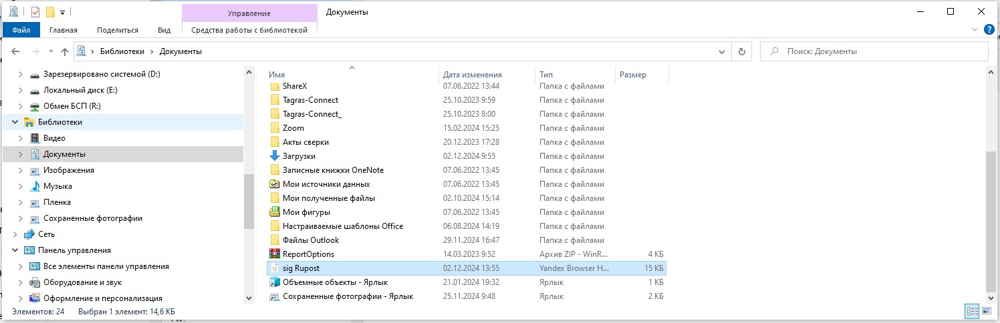 Управление
Документы
Файл
Главная
Поделиться
Вид
Средства работы с библиотекой
Библиотеки
Документы
Поиск: Документы
Зарезервировано системой (D:)
Локальный диск (E:)
Обмен БСП (R:)
Библиотеки
Видео
Документы
Изображения
Музыка
Пленка
Сохраненные фотографии
Сеть
Панель управления
Все элементы панели управления
Оборудование и звук
Оформление и персонализация
Имя Дата изменения Тип Размер
ShareX 07.06.2022 13:44 Папка с файлами
Tagras-Connect 25.10.2023 9:59 Папка с файлами
Tagras-Connect_ 25.10.2023 8:00 Папка с файлами
Zoom 15.02.2024 15:25 Папка с файлами
Акты сверки 20.12.2023 17:28 Папка с файлами
Загрузки 02.12.2024 9:55 Папка с файлами
Записные книжки OneNote 07.06.2022 13:45 Папка с файлами
Мои источники данных 07.06.2022 13:45 Папка с файлами
Мои полученные файлы 02.10.2024 15:14 Папка с файлами
Мои фигуры 07.06.2022 13:45 Папка с файлами
Настраиваемые шаблоны Office 06.08.2024 14:19 Папка с файлами
Файлы Outlook 29.11.2024 16:47 Папка с файлами
ReportOptions 14.03.2023 9:52 Архив ZIP - WinR... 4 КБ
sig Rupost 02.12.2024 13:55 Yandex Browser H... 15 КБ
Объемные объекты - Ярлык 21.01.2024 19:32 Ярлык 1 КБ
Сохраненные фотографии - Ярлык 25.11.2024 9:48 Ярлык 2 КБ
Элементов: 24 Выбран 1 элемент: 14,6 КБ